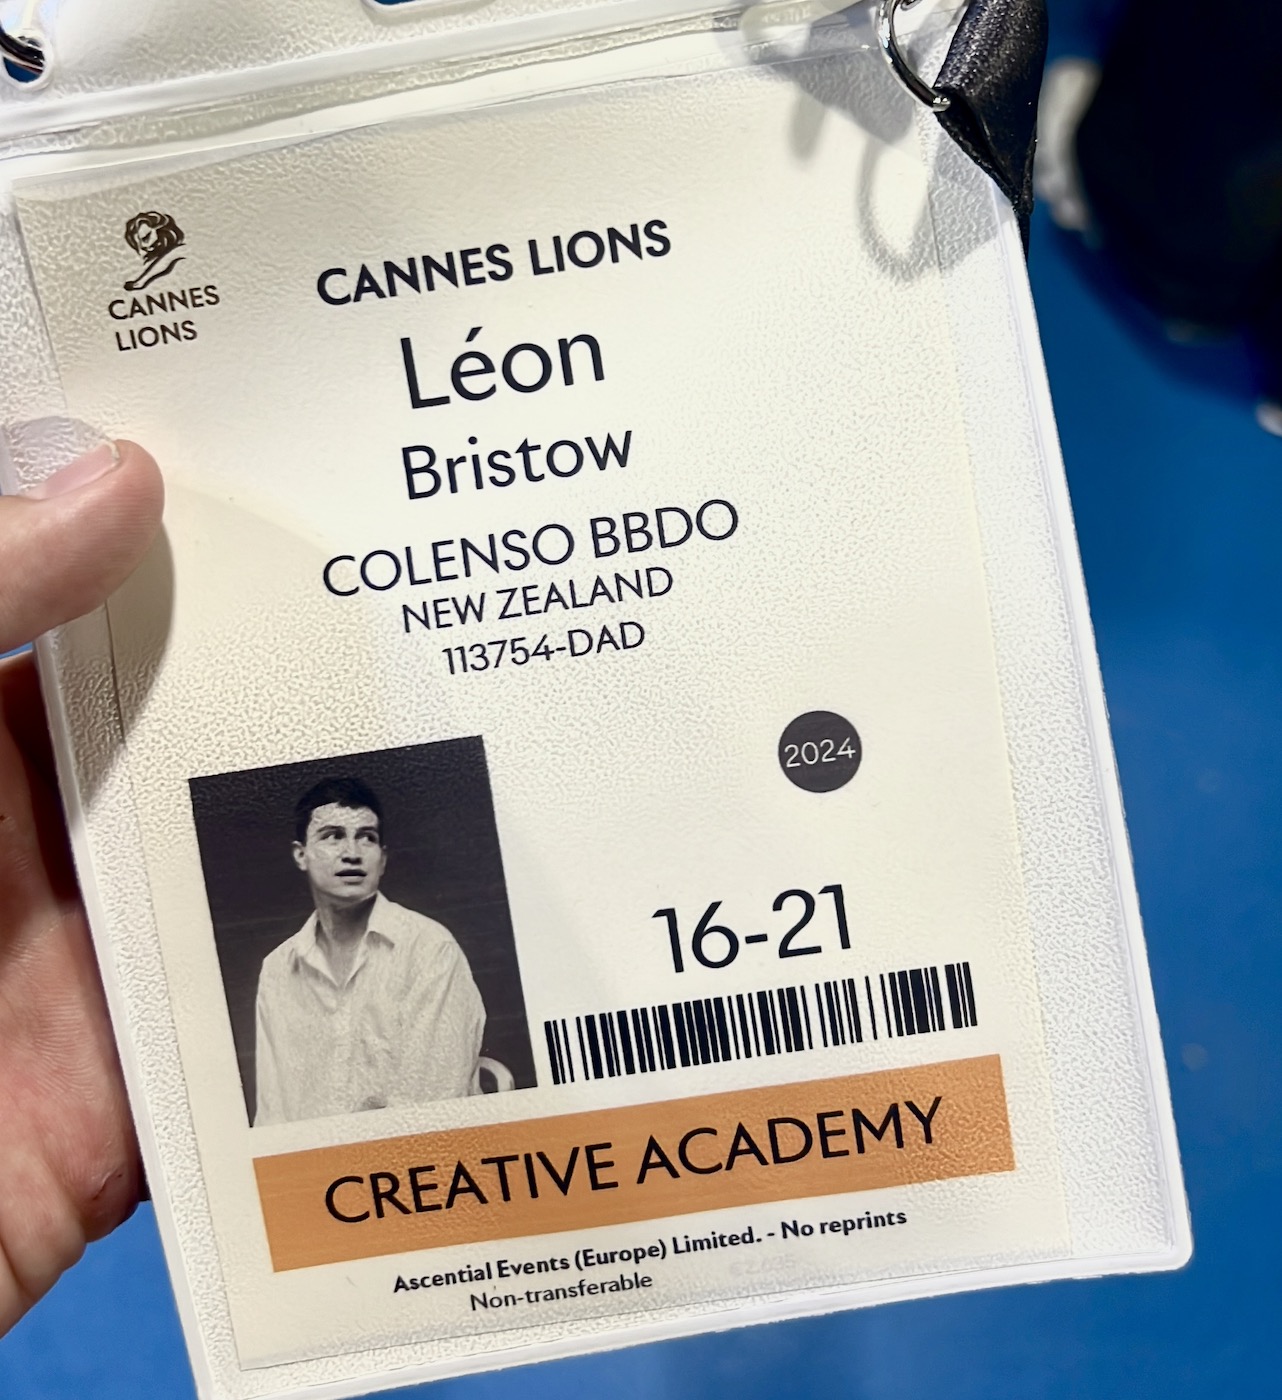 CANNES
LIONS
CANNES LIONS
Léon
Bristow
COLENSO BBDO
NEW ZEALAND
113754-DAD
2024
16-21
CREATIVE ACADEMY
Ascential Events (Europe) Limited. - No reprints
Non-transferable